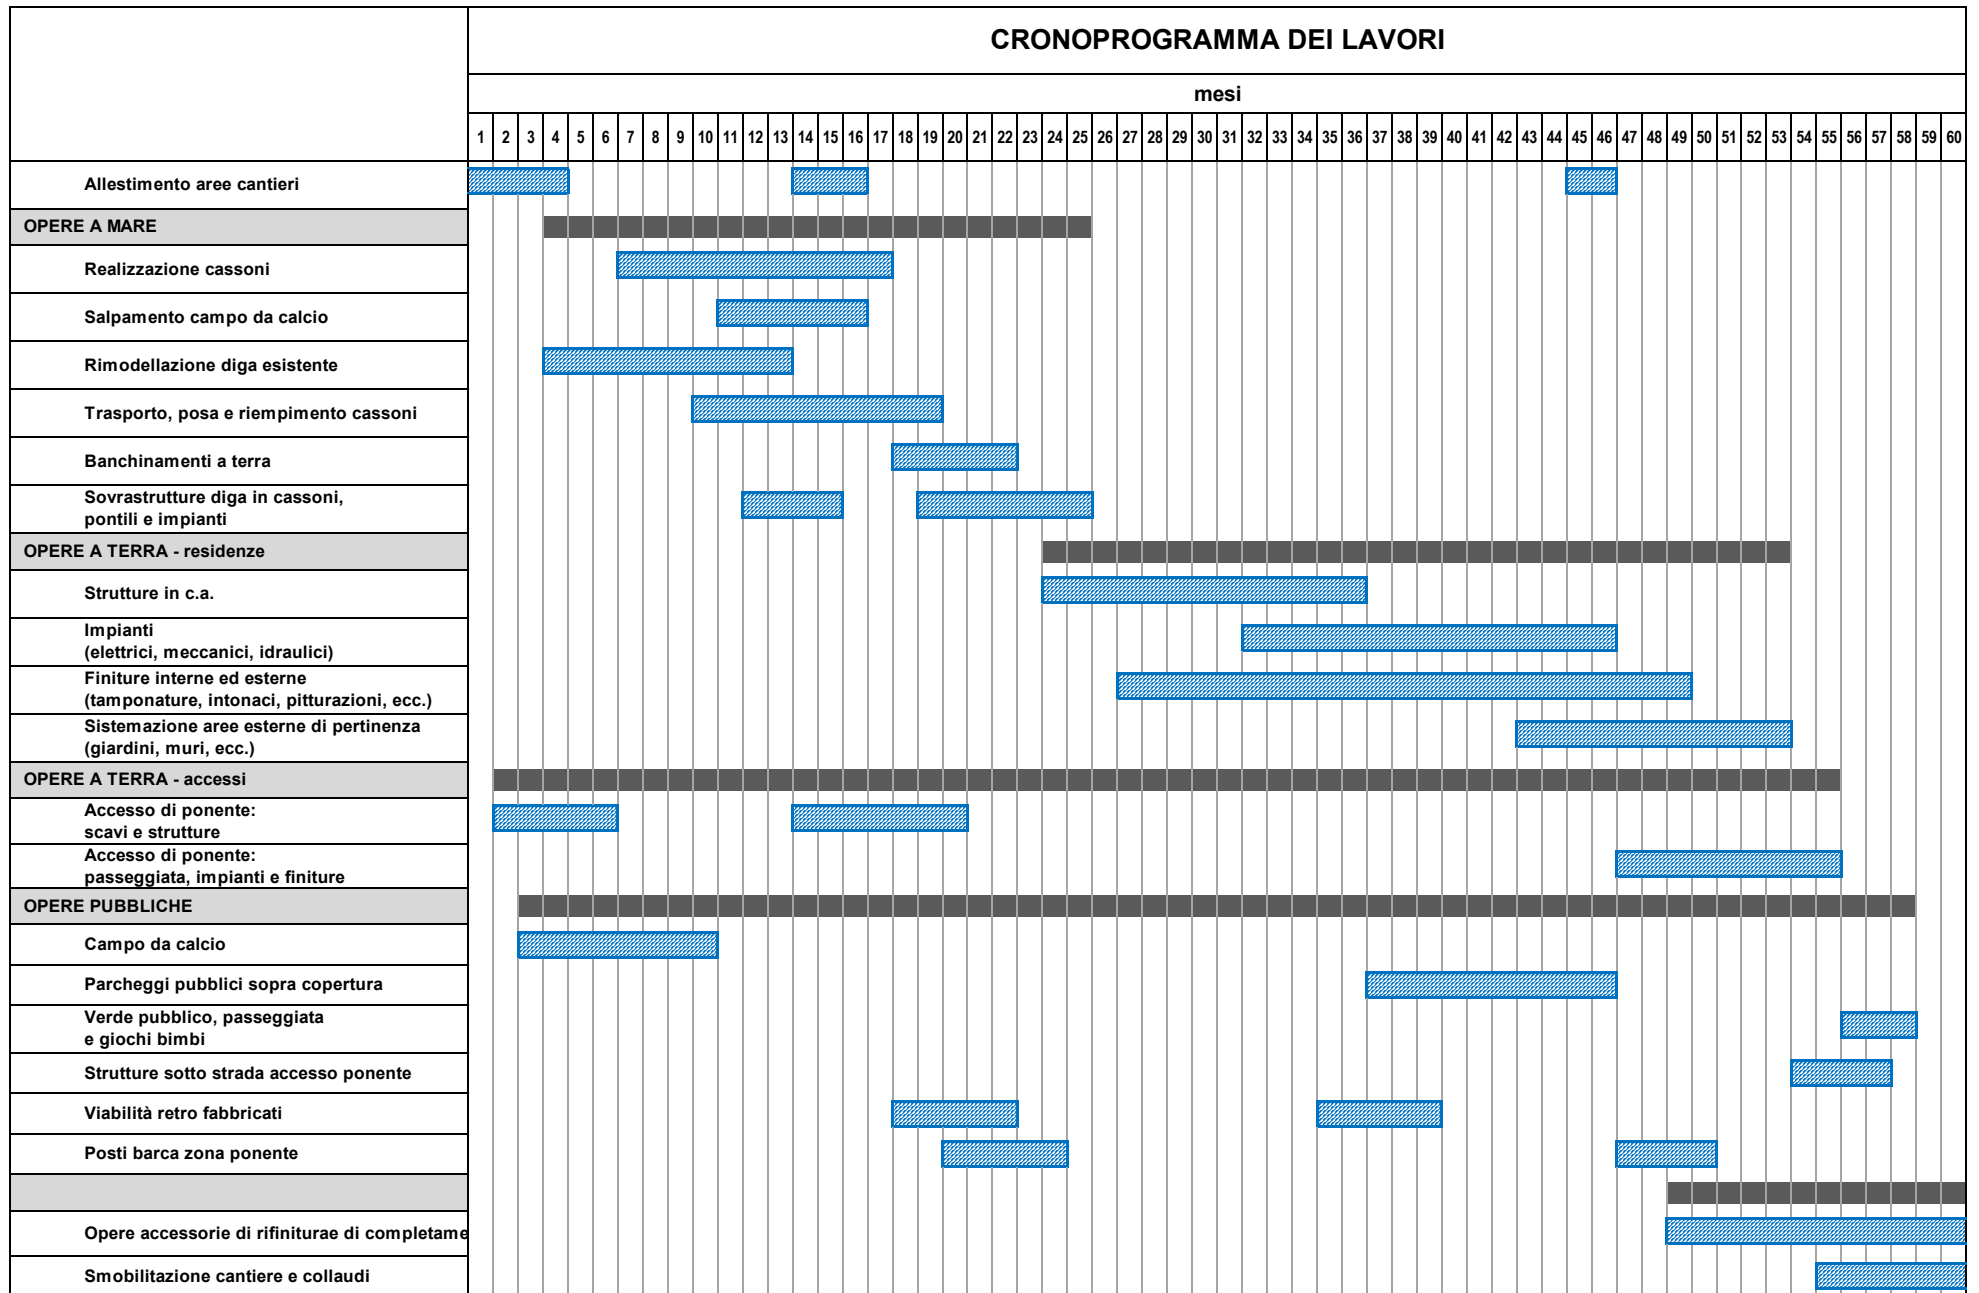 CRONOPROGRAMMA DEI LAVORI
mesi
1 2 3 4 5 6 7 8 9 10 11 12 13 14 15 16 17 18 19 20 21 22 23 24 25 26 27 28 29 30 31 32 33 34 35 36 37 38 39 40 41 42 43 44 45 46 47 48 49 50 51 52 53 54 55 56 57 58 59 60
Allestimento aree cantieri
OPERE A MARE
Realizzazione cassoni
Salpamento campo da calcio
Rimodellazione diga esistente
Trasporto, posa e riempimento cassoni
Banchinamenti a terra
Sovrastrutture diga in cassoni,
pontili e impianti
OPERE A TERRA - residenze
Strutture in c.a.
Impianti
(elettrici, meccanici, idraulici)
Finiture interne ed esterne
(tamponature, intonaci, pitturazioni, ecc.)
Sistemazione aree esterne di pertinenza
(giardini, muri, ecc.)
OPERE A TERRA - accessi
Accesso di ponente:
scavi e strutture
Accesso di ponente:
passeggiata, impianti e finiture
OPERE PUBBLICHE
Campo da calcio
Parcheggi pubblici sopra copertura
Verde pubblico, passeggiata
e giochi bimbi
Strutture sotto strada accesso ponente
Viabilità retro fabbricati
Posti barca zona ponente
Opere accessorie di rifiniturae di completame
Smobilitazione cantiere e collaudi